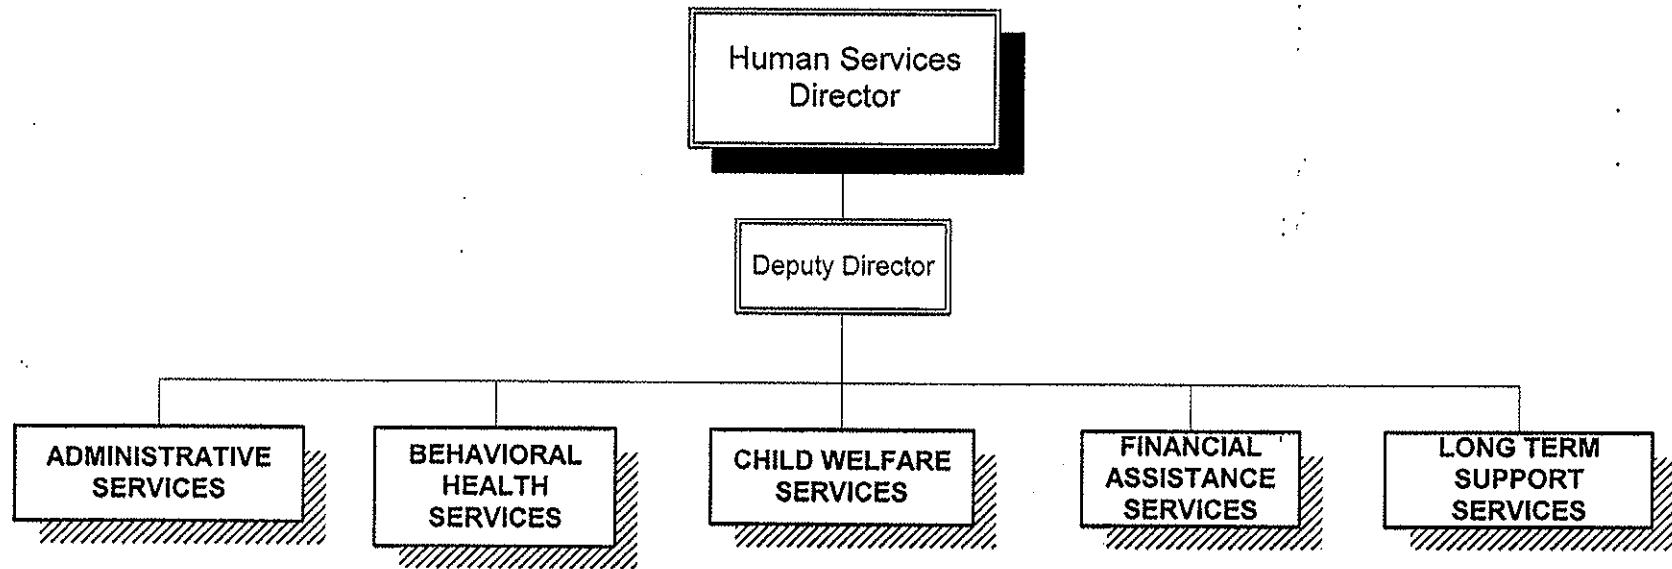 Human Services
Director
Deputy Director
ADMINISTRATIVE
SERVICES
BEHAVIORAL
HEALTH
SERVICES
CHILD WELFARE
SERVICES
FINANCIAL
ASSISTANCE
SERVICES
LONG TERM
SUPPORT
SERVICES